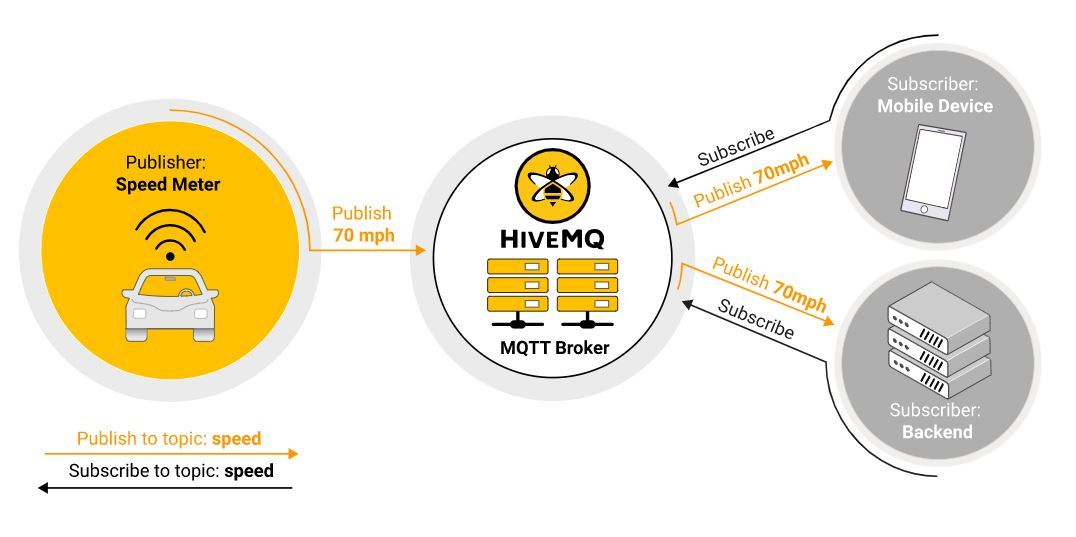 Publisher:
Speed Meter
Publish
70 mph
HIVEMQ
MQTT Broker
Subscribe
Publish 70mph
Publish 70mph
Subscribe
Subscriber:
Mobile Device
Subscriber:
Backend
Publish to topic: speed
Subscribe to topic: speed